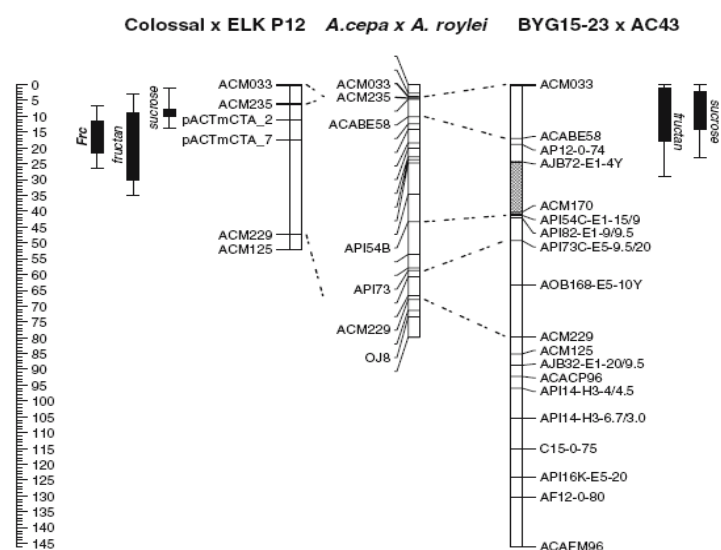 Colossal x ELK P12 A.cepa x A. roylei BYG15-23 x AC43
0
5
10
15
20
25
30
35
40
45
50
55
60
65
70
75
80
85
90
95
100
105
110
115
120
125
130
135
140
145
Frc
fructan
sucrose
ACM033
ACM235
pACTmCTA_2
pACTmCTA_7
ACM229
ACM125
ACM033
ACM235
ACABE58
API54B
API73
ACM229
OJ8
ACM033
ACABE58
AP12-0-74
AJB72-E1-4Y
ACM170
API54C-E1-15/9
API82-E1-9/9.5
API73C-E5-9.5/20
AOB168-E5-10Y
ACM229
ACM125
AJB32-E1-20/9.5
ACACP96
API14-H3-4/4.5
API14-H3-6.7/3.0
C15-0-75
API16K-E5-20
AF12-0-80
ACAFM96
fructan
sucrose